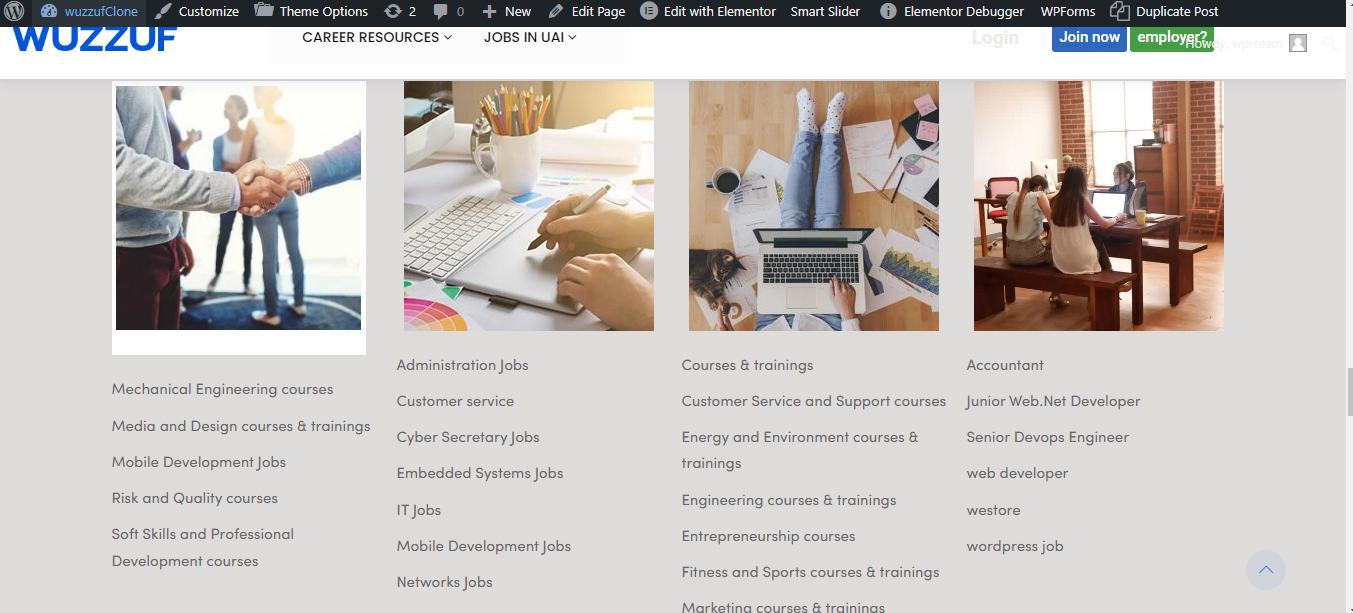 wuzzufClone Customize Theme Options 2 0 New Edit Page Edit with Elementor Smart Slider Elementor Debugger WPForms Duplicate Post
WUZZUF CAREER RESOURCES JOBS IN UAI Login Join now employer? Howdy, wp-team
Mechanical Engineering courses
Media and Design courses & trainings
Mobile Development Jobs
Risk and Quality courses
Soft Skills and Professional
Development courses
Administration Jobs
Customer service
Cyber Secretary Jobs
Embedded Systems Jobs
IT Jobs
Mobile Development Jobs
Networks Jobs
Courses & trainings
Customer Service and Support courses
Energy and Environment courses &
trainings
Engineering courses & trainings
Entrepreneurship courses
Fitness and Sports courses & trainings
Marketing courses & trainings
Accountant
Junior Web.Net Developer
Senior Devops Engineer
web developer
westore
wordpress job